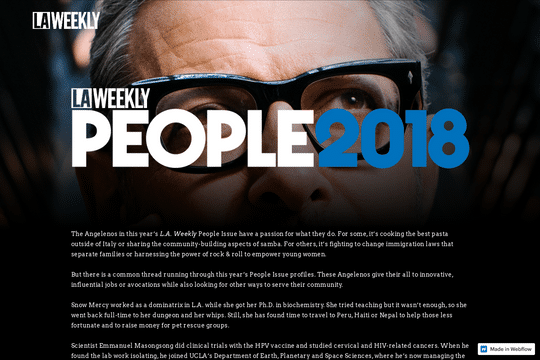 LA WEEKLY
LA WEEKLY
PEOPLE 2018
The Angelenos in this year's L.A. Weekly People Issue have a passion for what they do. For some, it's cooking the best pasta
outside of Italy or sharing the community-building aspects of samba. For others, it's fighting to change immigration laws that
separate families or harnessing the power of rock & roll to empower young women.
But there is a common thread running through this year's People Issue profiles. These Angelenos give their all to innovative,
influential jobs or avocations while also looking for other ways to serve their community.
Snow Mercy worked as a dominatrix in L.A. while she got her Ph.D. in biochemistry. She tried teaching but it wasn't enough, so she
went back full-time to her dungeon and her whips. Still, she has found time to travel to Peru, Haiti or Nepal to help those less
fortunate and to raise money for pet rescue groups.
Scientist Emmanuel Masongsong did clinical trials with the HPV vaccine and studied cervical and HIV-related cancers. When he
found the lab work isolating, he joined UCLA's Department of Earth, Planetary and Space Sciences, where he's now managing the
Made in Webflow